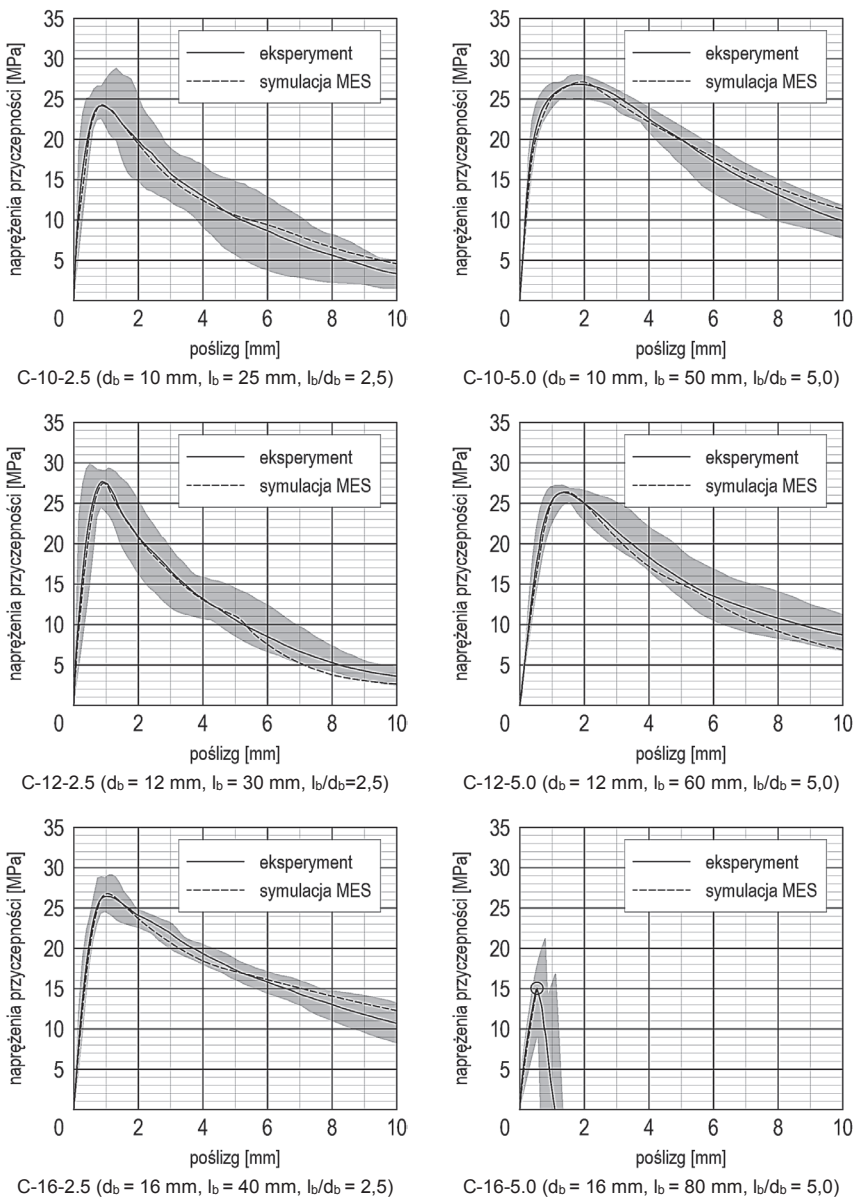 naprężenia przyczepności [MPa]
35
30
25
20
15
10
5
0
2
4
6
8
10
eksperyment
symulacja MES
poślizg [mm]
C-10-2.5 (db = 10 mm, lb = 25 mm, lb/db = 2,5)
naprężenia przyczepności [MPa]
35
30
25
20
15
10
5
0
2
4
6
8
10
eksperyment
symulacja MES
poślizg [mm]
C-10-5.0 (db = 10 mm, lb = 50 mm, lb/db = 5,0)
naprężenia przyczepności [MPa]
35
30
25
20
15
10
5
0
2
4
6
8
10
eksperyment
symulacja MES
poślizg [mm]
C-12-2.5 (db = 12 mm, lb = 30 mm, lb/db=2,5)
naprężenia przyczepności [MPa]
35
30
25
20
15
10
5
0
2
4
6
8
10
eksperyment
symulacja MES
poślizg [mm]
C-12-5.0 (db = 12 mm, lb = 60 mm, lb/db = 5,0)
naprężenia przyczepności [MPa]
35
30
25
20
15
10
5
0
2
4
6
8
10
eksperyment
symulacja MES
poślizg [mm]
C-16-2.5 (db = 16 mm, lb = 40 mm, lb/db = 2,5)
naprężenia przyczepności [MPa]
35
30
25
20
15
10
5
0
2
4
6
8
10
eksperyment
symulacja MES
poślizg [mm]
C-16-5.0 (db = 16 mm, lb = 80 mm, lb/db = 5,0)